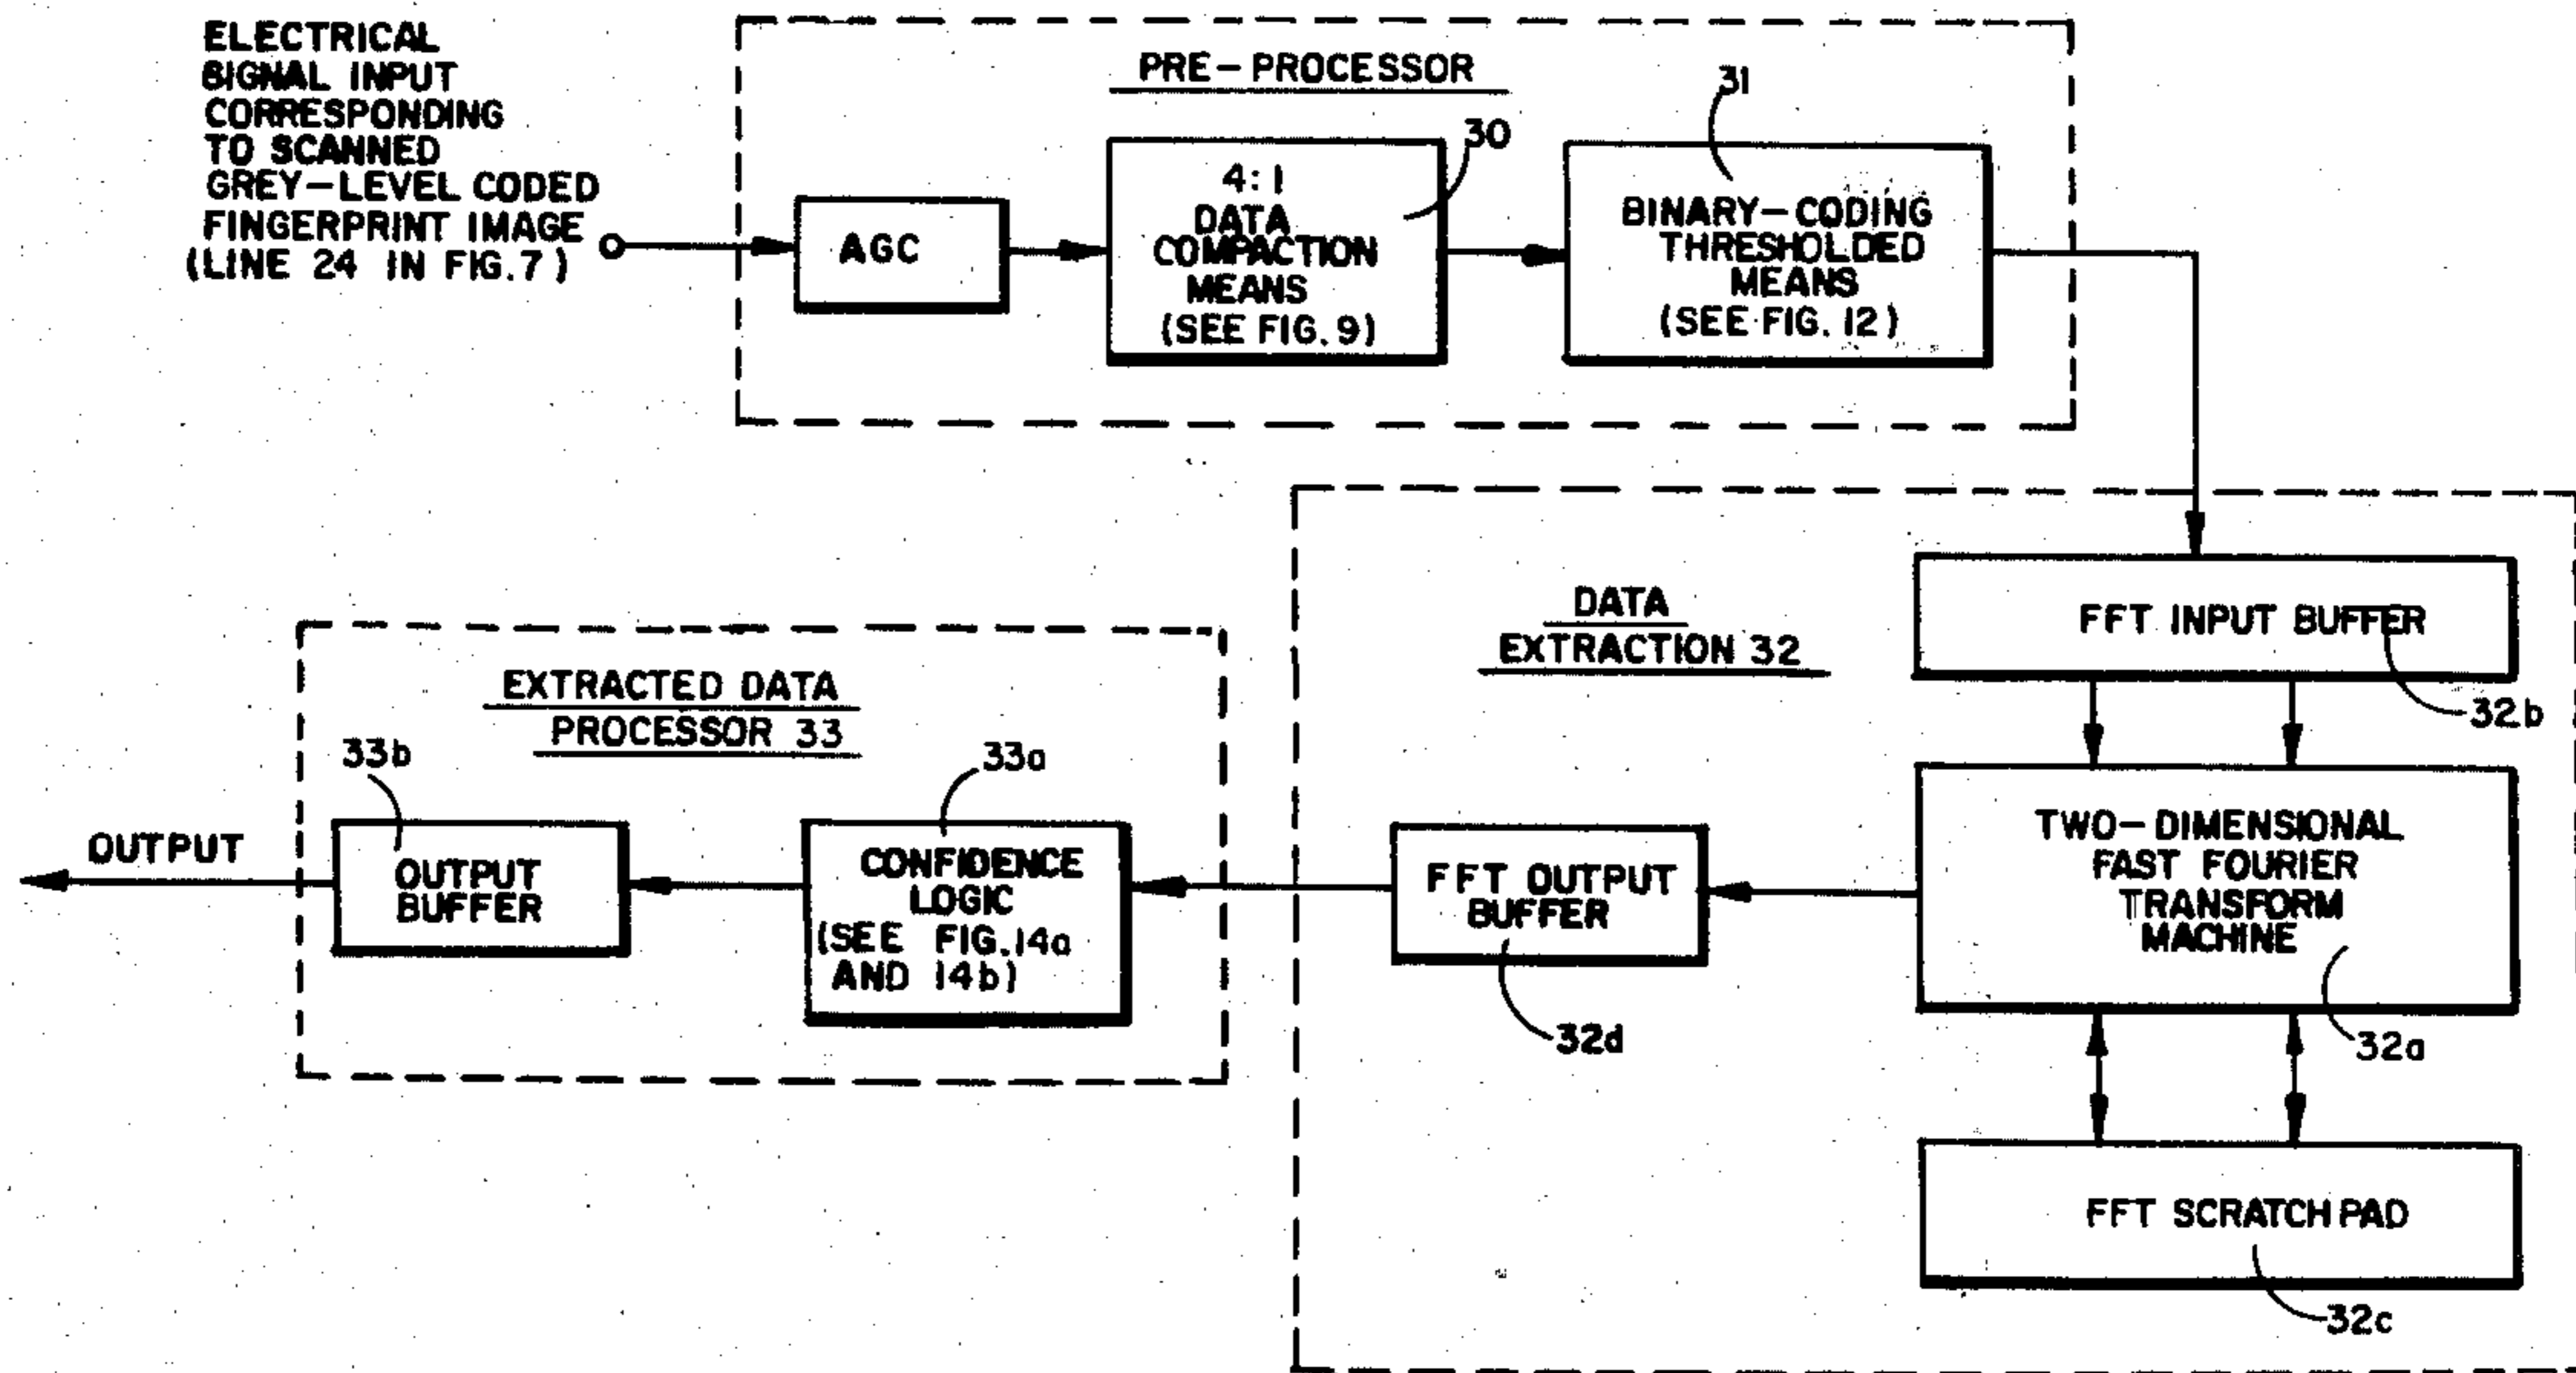 ELECTRICAL
SIGNAL INPUT
CORRESPONDING
TO SCANNED
GREY-LEVEL CODED
FINGERPRINT IMAGE
(LINE 24 IN FIG.7)
PRE-PROCESSOR
AGC
30
4:1
DATA
COMPACTION
MEANS
(SEE FIG. 9)
31
BINARY-CODING
THRESHOLDED
MEANS
(SEE FIG. 12)
DATA
EXTRACTION 32
FFT INPUT BUFFER
32b
TWO-DIMENSIONAL
FAST FOURIER
TRANSFORM
MACHINE
32a
FFT SCRATCH PAD
32c
FFT OUTPUT
BUFFER
32d
EXTRACTED DATA
PROCESSOR 33
33a
CONFIDENCE
LOGIC
(SEE FIG.14a
AND 14b)
33b
OUTPUT
BUFFER
OUTPUT